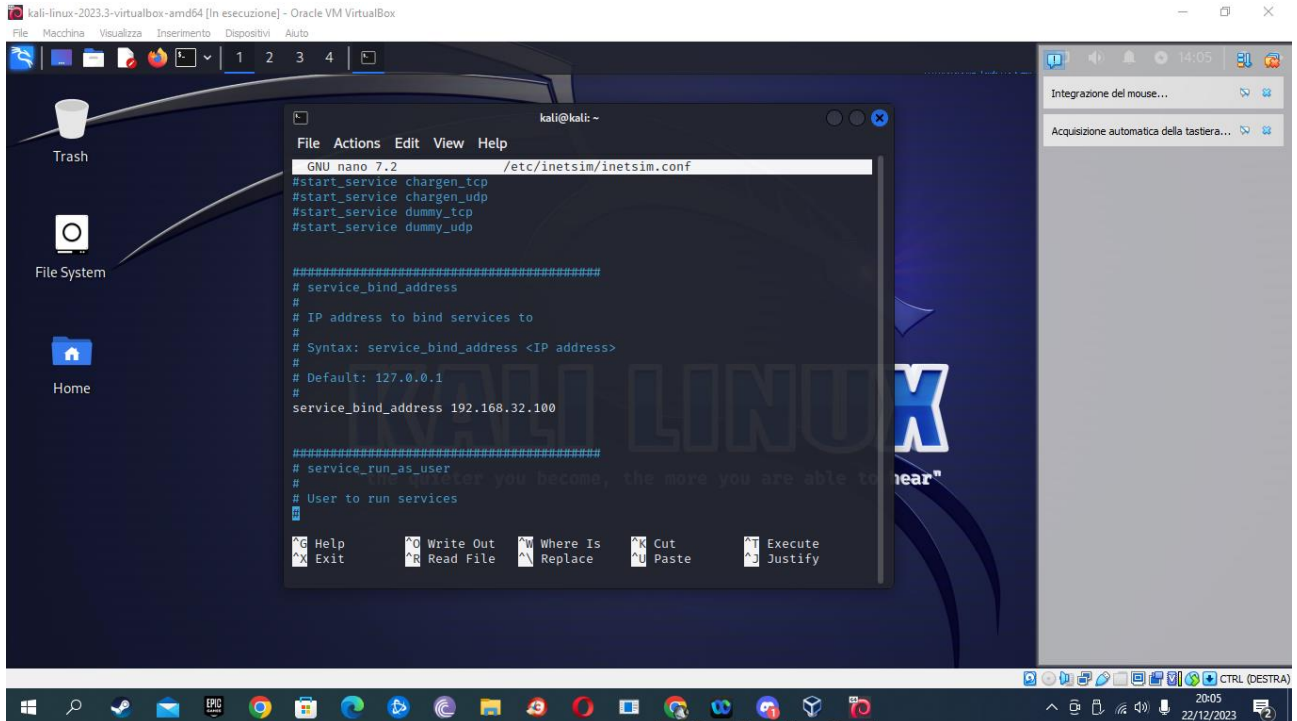 kali-linux-2023.3-virtualbox-amd64 [In esecuzione] - Oracle VM VirtualBox
File Macchina Visualizza Inserimento Dispositivi Aiuto
1 2 3 4
14:05
Integrazione del mouse...
Acquisizione automatica della tastiera...
Trash
File System
Home
kali@kali: ~
File Actions Edit View Help
GNU nano 7.2 /etc/inetsim/inetsim.conf
#start_service chargen_tcp
#start_service chargen_udp
#start_service dummy_tcp
#start_service dummy_udp
#########################################
# service_bind_address
#
# IP address to bind services to
#
# Syntax: service_bind_address <IP address>
#
# Default: 127.0.0.1
#
service_bind_address 192.168.32.100
#########################################
# service_run_as_user
#
# User to run services
#
^G Help ^O Write Out ^W Where Is ^K Cut ^T Execute
^X Exit ^R Read File ^\ Replace ^U Paste ^J Justify
KALI LINUX
"the quieter you become, the more you are able to hear"
CTRL (DESTRA)
EPIC GAMES
20:05
22/12/2023
2